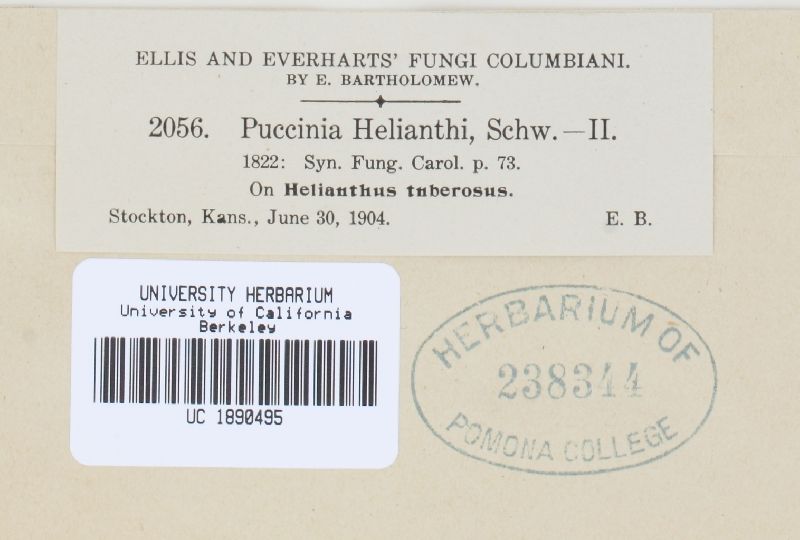 ELLIS AND EVERHARTS' FUNGI COLUMBIANI.
BY E. BARTHOLOMEW.
2056. Puccinia Helianthi, Schw.—II.
1822: Syn. Fung. Carol. p. 73.
On Helianthus tuberosus.
Stockton, Kans., June 30, 1904. E. B.
UNIVERSITY HERBARIUM
University of California
Berkeley
UC 1890495
HERBARIUM OF
238344
POMONA COLLEGE